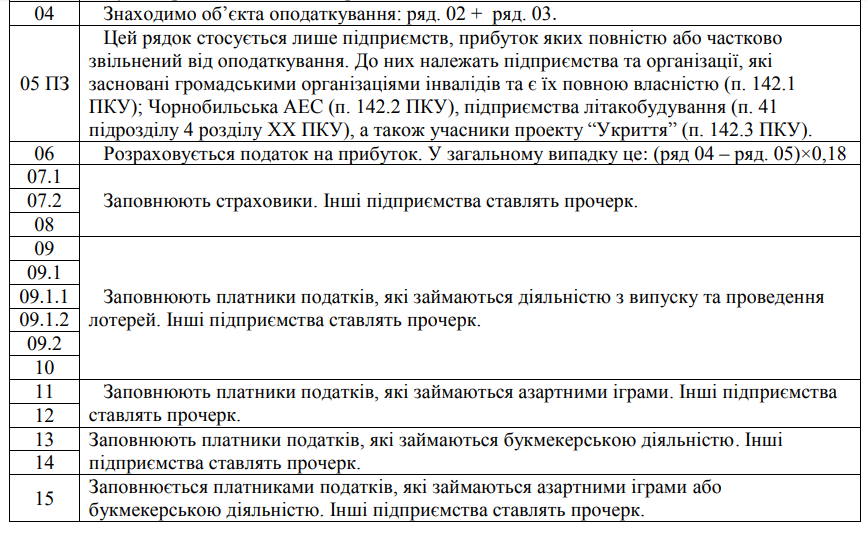 04 Знаходимо об’єкта оподаткування: ряд. 02 + ряд. 03.
Цей рядок стосується лише підприємств, прибуток яких повністю або частково
звільнений від оподаткування. До них належать підприємства та організації, які
05 ПЗ засновані громадськими організаціями інвалідів та є їх повною власністю (п. 142.1
ПКУ); Чорнобильська АЕС (п. 142.2 ПКУ), підприємства літакобудування (п. 41
підрозділу 4 розділу ХХ ПКУ), а також учасники проекту “Укриття” (п. 142.3 ПКУ).
06 Розраховується податок на прибуток. У загальному випадку це: (ряд 04 – ряд. 05)×0,18
07.1
07.2 Заповнюють страховики. Інші підприємства ставлять прочерк.
08
09
09.1
09.1.1 Заповнюють платники податків, які займаються діяльністю з випуску та проведення
09.1.2 лотерей. Інші підприємства ставлять прочерк.
09.2
10
11 Заповнюють платники податків, які займаються азартними іграми. Інші підприємства
12 ставлять прочерк.
13 Заповнюють платники податків, які займаються букмекерською діяльністю. Інші
14 підприємства ставлять прочерк.
15 Заповнюється платниками податків, які займаються азартними іграми або
букмекерською діяльністю. Інші підприємства ставлять прочерк.